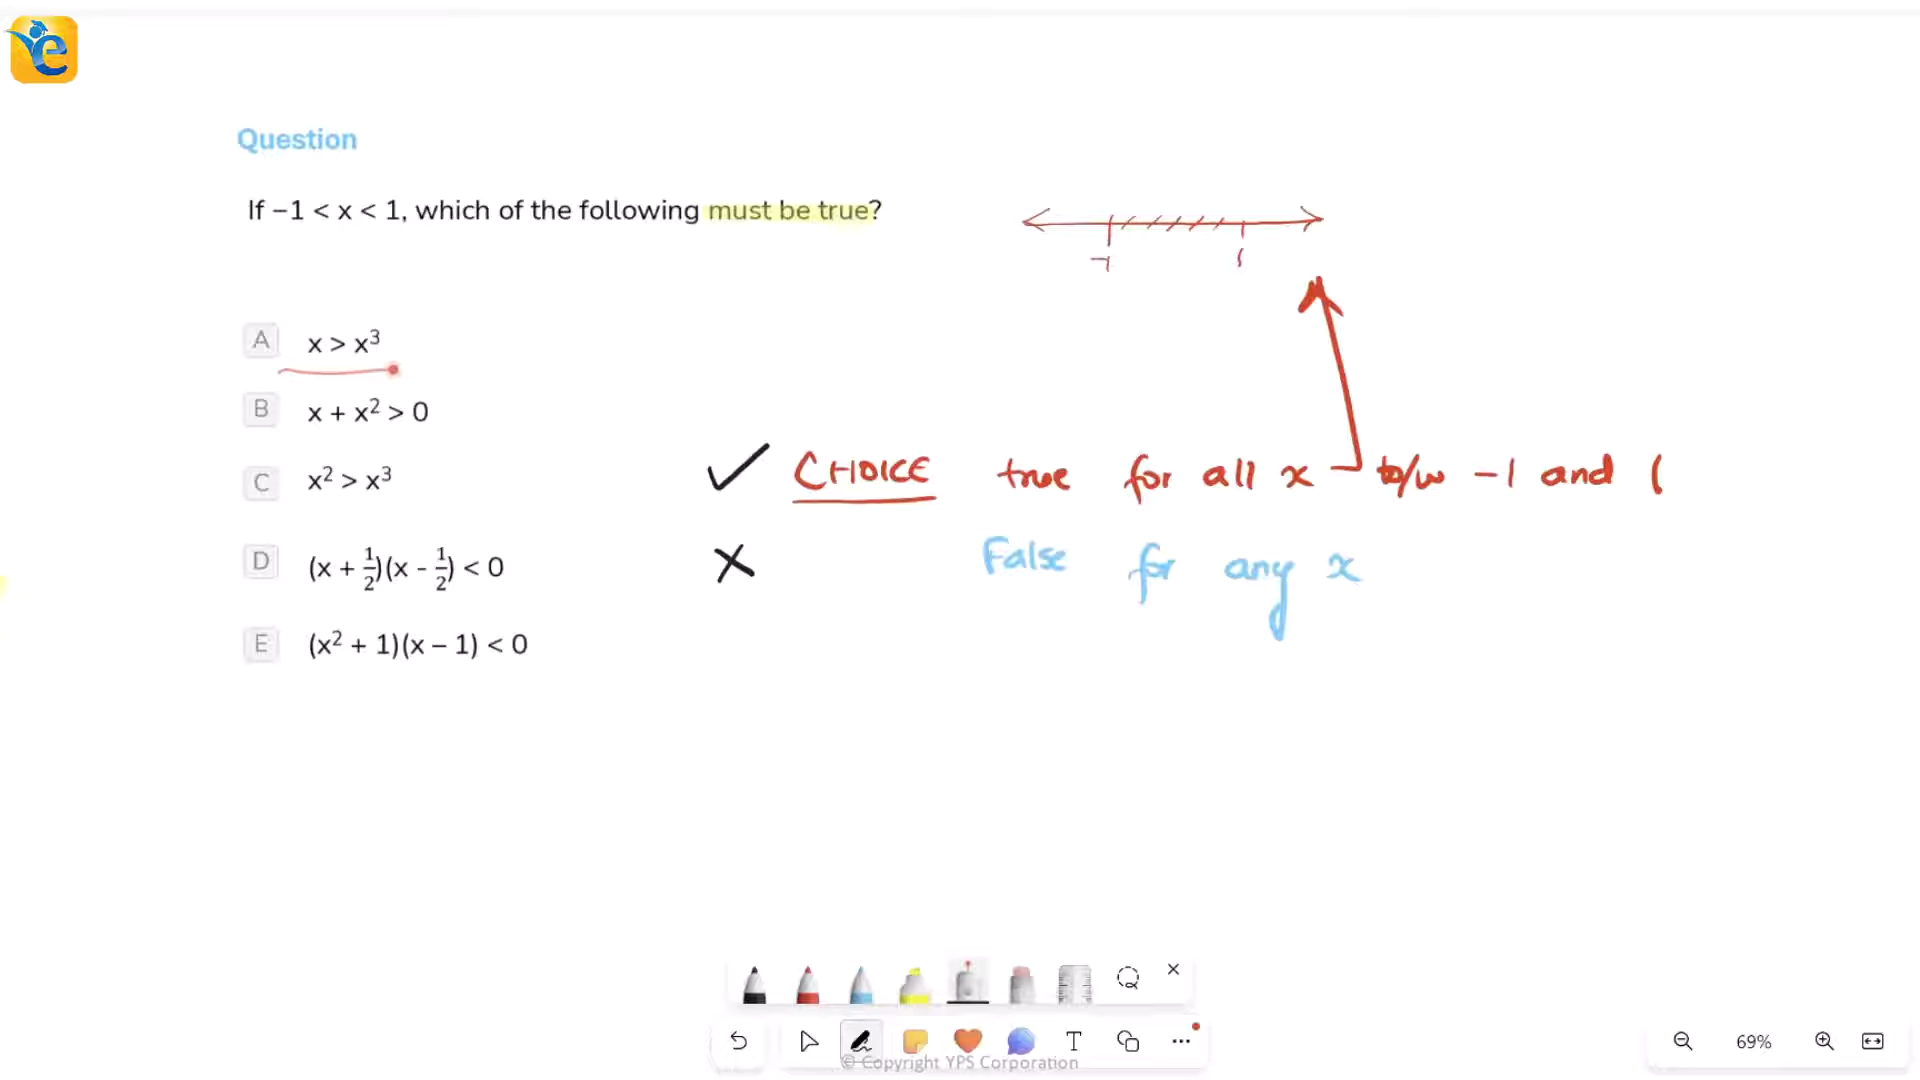 Question
If −1 < x < 1, which of the following must be true?
-1 1
A x > x³
B x + x² > 0
C x² > x³
✓ CHOICE true for all x b/w -1 and 1
D (x + 1/2)(x - 1/2) < 0
✗ False for any x
E (x² + 1)(x − 1) < 0
© Copyright YPS Corporation
69%